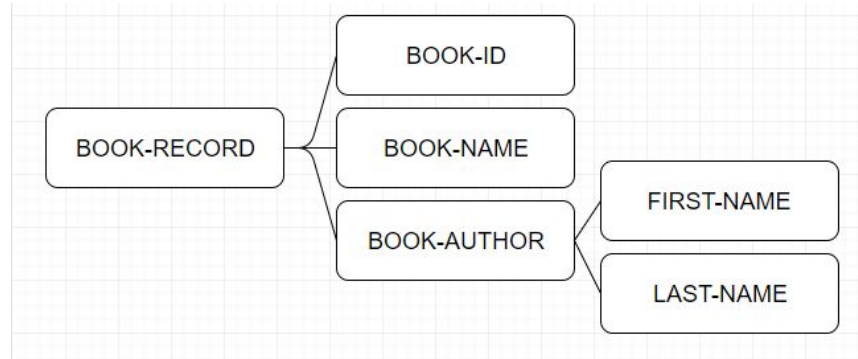 BOOK-RECORD
BOOK-ID
BOOK-NAME
BOOK-AUTHOR
FIRST-NAME
LAST-NAME